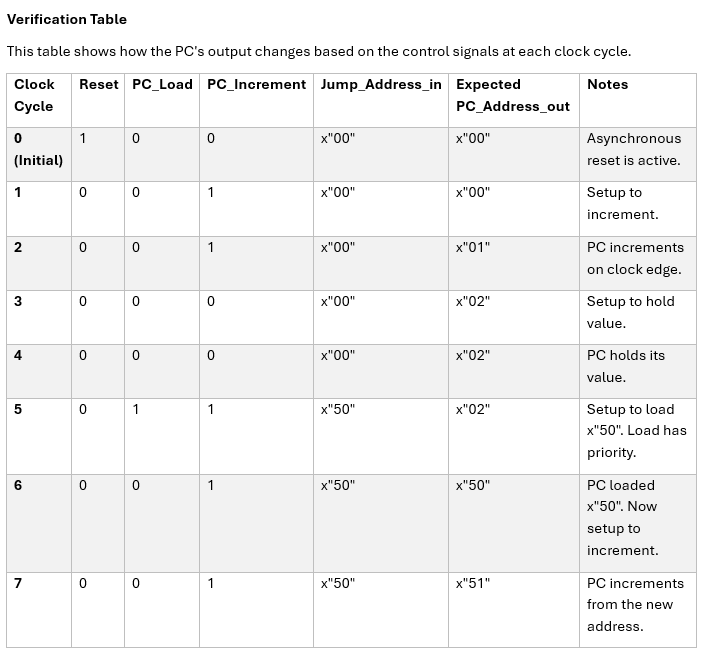 Verification Table
This table shows how the PC's output changes based on the control signals at each clock cycle.
Clock Cycle Reset PC_Load PC_Increment Jump_Address_in Expected PC_Address_out Notes
0 (Initial) 1 0 0 x"00" x"00" Asynchronous reset is active.
1 0 0 1 x"00" x"00" Setup to increment.
2 0 0 1 x"00" x"01" PC increments on clock edge.
3 0 0 0 x"00" x"02" Setup to hold value.
4 0 0 0 x"00" x"02" PC holds its value.
5 0 1 1 x"50" x"02" Setup to load x"50". Load has priority.
6 0 0 1 x"50" x"50" PC loaded x"50". Now setup to increment.
7 0 0 1 x"50" x"51" PC increments from the new address.